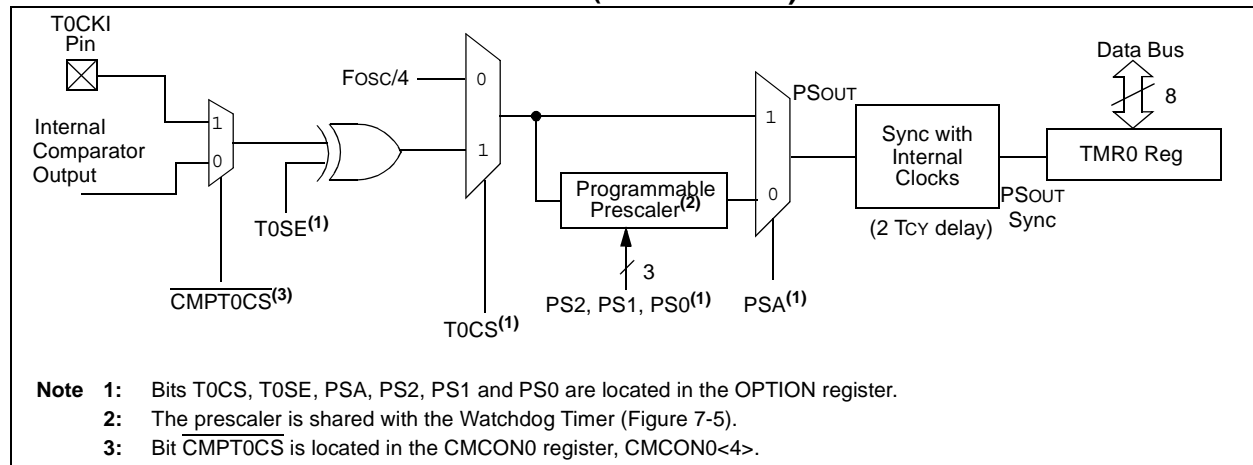 T0CKI
Pin
FOSC/4
0
1
1
0
Internal
Comparator
Output
T0SE(1)
CMPT0CS(3)
T0CS(1)
Programmable
Prescaler(2)
3
PS2, PS1, PS0(1)
1
0
PSA(1)
PSOUT
Sync with
Internal
Clocks
(2 TCY delay)
PSOUT
Sync
Data Bus
8
TMR0 Reg
Note 1: Bits T0CS, T0SE, PSA, PS2, PS1 and PS0 are located in the OPTION register.
2: The prescaler is shared with the Watchdog Timer (Figure 7-5).
3: Bit CMPT0CS is located in the CMCON0 register, CMCON0<4>.